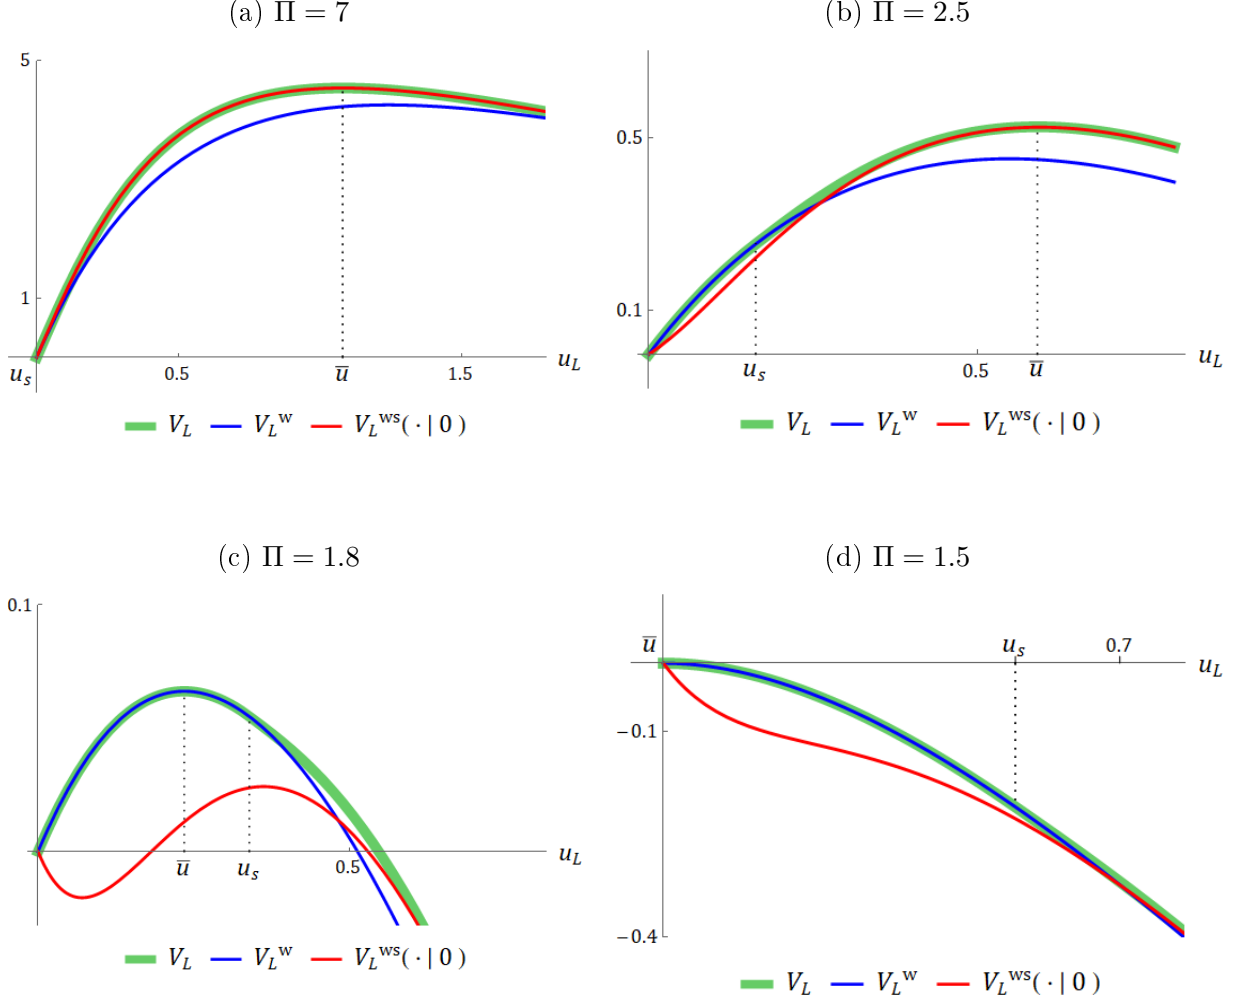 (a) Π = 7
5
1
u_s
0.5
u̅
1.5
u_L
V_L V_L^w V_L^ws( · | 0 )
(b) Π = 2.5
0.5
0.1
u_s
0.5
u̅
u_L
V_L V_L^w V_L^ws( · | 0 )
(c) Π = 1.8
0.1
u̅
u_s
0.5
u_L
V_L V_L^w V_L^ws( · | 0 )
(d) Π = 1.5
u̅
u_s
0.7
u_L
−0.1
−0.4
V_L V_L^w V_L^ws( · | 0 )